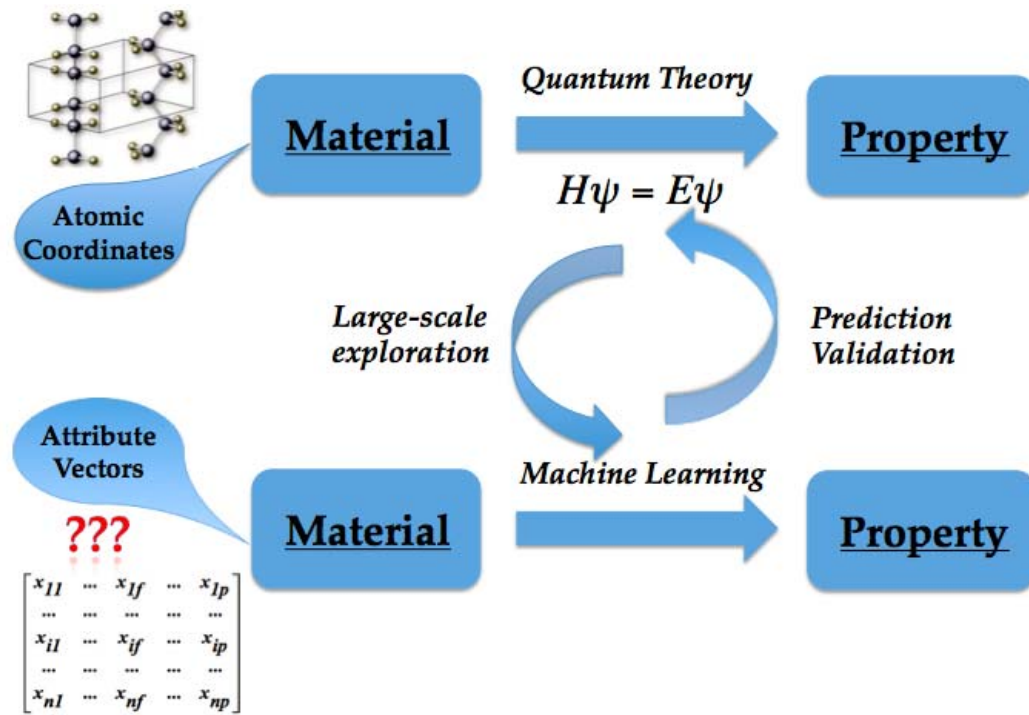 Quantum Theory
Material
Property
Hψ = Eψ
Atomic
Coordinates
Large-scale
exploration
Prediction
Validation
Attribute
Vectors
Machine Learning
Material
Property
???
x11 ... x1f ... x1p
... ... ... ... ...
xi1 ... xif ... xip
... ... ... ... ...
xn1 ... xnf ... xnp